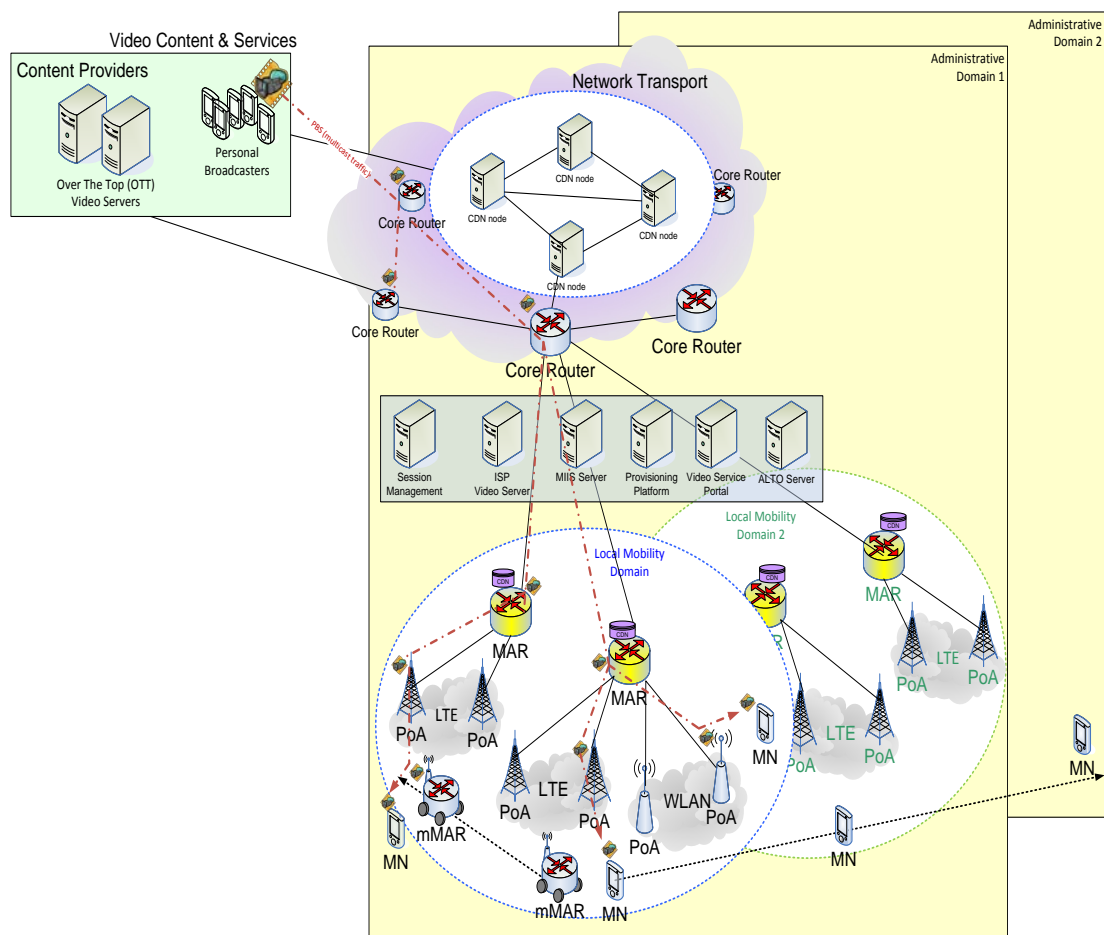 Administrative
Domain 2
Video Content & Services
Administrative
Domain 1
Content Providers
Network Transport
PBS (multicast traffic)
Personal
Broadcasters
Over The Top (OTT)
Video Servers
CDN node
CDN node
CDN node
CDN node
Core Router
Core Router
Core Router
Core Router
Core Router
Session
Management
ISP
Video Server
MIIS Server
Provisioning
Platform
Video Service
Portal
ALTO Server
Local Mobility
Domain 2
Local Mobility
Domain
CDN
CDN
CDN
CDN
MAR
MAR
MAR
R
LTE
PoA
PoA
LTE
PoA
PoA
LTE
PoA
PoA
LTE
PoA
PoA
WLAN
PoA
PoA
MN
MN
MN
MN
MN
mMAR
mMAR